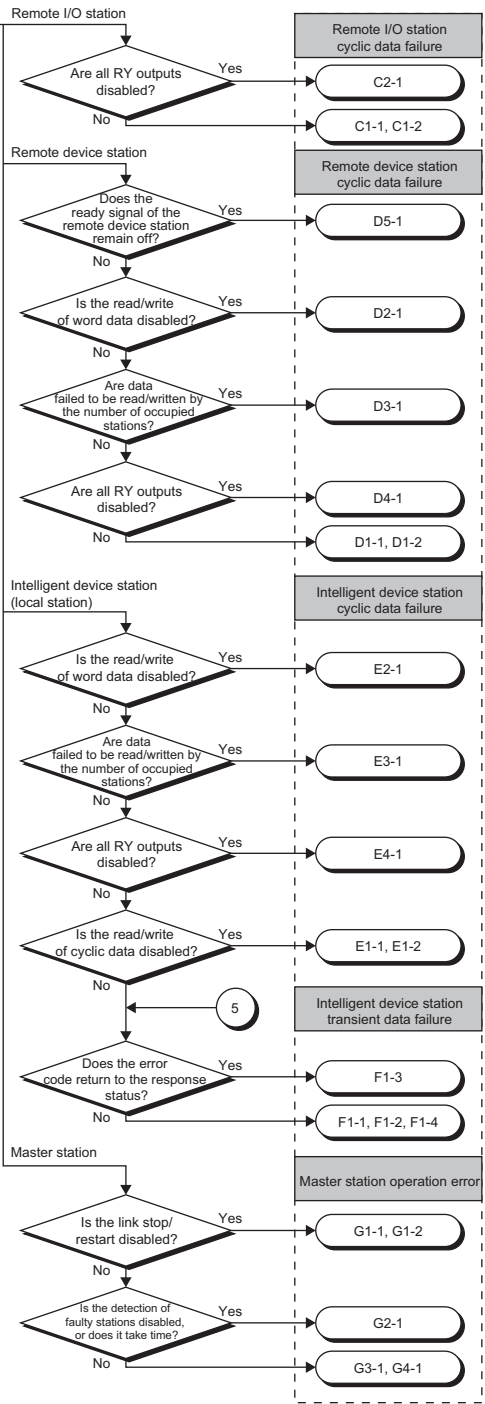 Remote I/O station
Remote I/O station
cyclic data failure
Are all RY outputs
disabled?
Yes
C2-1
No
C1-1, C1-2
Remote device station
Remote device station
cyclic data failure
Does the
ready signal of the
remote device station
remain off?
Yes
D5-1
No
Is the read/write
of word data disabled?
Yes
D2-1
No
Are data
failed to be read/written by
the number of occupied
stations?
Yes
D3-1
No
Are all RY outputs
disabled?
Yes
D4-1
No
D1-1, D1-2
Intelligent device station
(local station)
Intelligent device station
cyclic data failure
Is the read/write
of word data disabled?
Yes
E2-1
No
Are data
failed to be read/written by
the number of occupied
stations?
Yes
E3-1
No
Are all RY outputs
disabled?
Yes
E4-1
No
Is the read/write
of cyclic data disabled?
Yes
E1-1, E1-2
No
5
Intelligent device station
transient data failure
Does the error
code return to the response
status?
Yes
F1-3
No
F1-1, F1-2, F1-4
Master station
Master station operation error
Is the link stop/
restart disabled?
Yes
G1-1, G1-2
No
Is the detection of
faulty stations disabled,
or does it take time?
Yes
G2-1
No
G3-1, G4-1